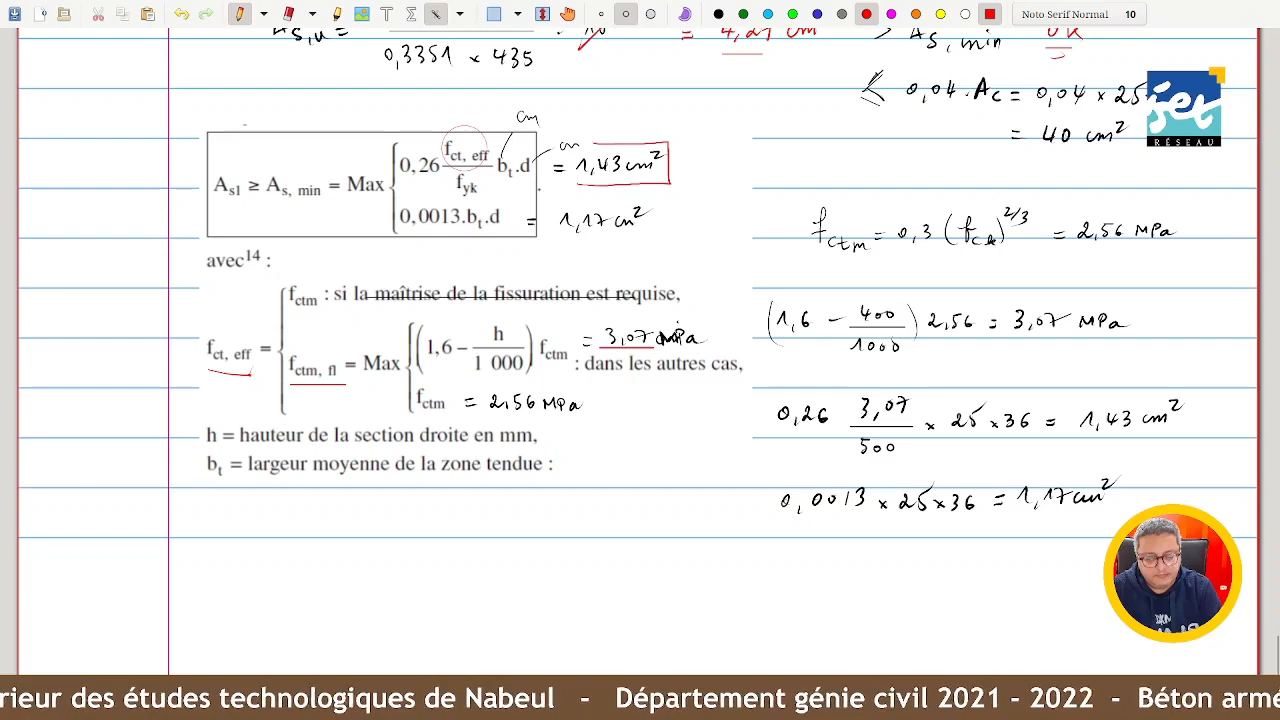 Noto Serif Normal 10
A s,u = = 4,27 cm > A s, min ok
0,3351 × 435
≤ 0,04 . Ac = 0,04 × 25
= 40 cm²
iset
RÉSEAU
cm
cm
As1 ≥ As, min = Max { 0,26 fct, eff / fyk bt.d = 1,43 cm²
0,0013.bt.d = 1,17 cm²
.
avec14 :
fctm = 0,3 (fck)^2/3 = 2,56 MPa
fct, eff = { fctm : si la maîtrise de la fissuration est requise,
fctm, fl = Max { (1,6 – h / 1 000) fctm = 3,07 MPa : dans les autres cas,
fctm = 2,56 MPa
(1,6 - 400 / 1000) 2,56 = 3,07 MPa
h = hauteur de la section droite en mm,
bt = largeur moyenne de la zone tendue :
0,26 3,07 / 500 × 25 × 36 = 1,43 cm²
0,0013 × 25 × 36 = 1,17 cm²
rieur des études technologiques de Nabeul - Département génie civil 2021 - 2022 - Béton armé